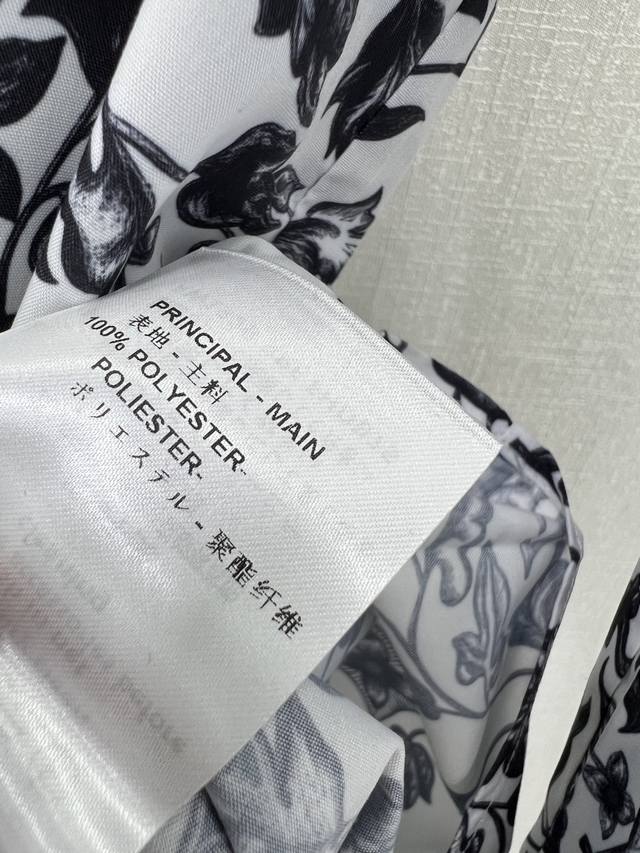 PRINCIPAL - MAIN
表地 - 主料
100% POLYESTER-
POLIESTER-
ポリエステル - 聚酯纤维